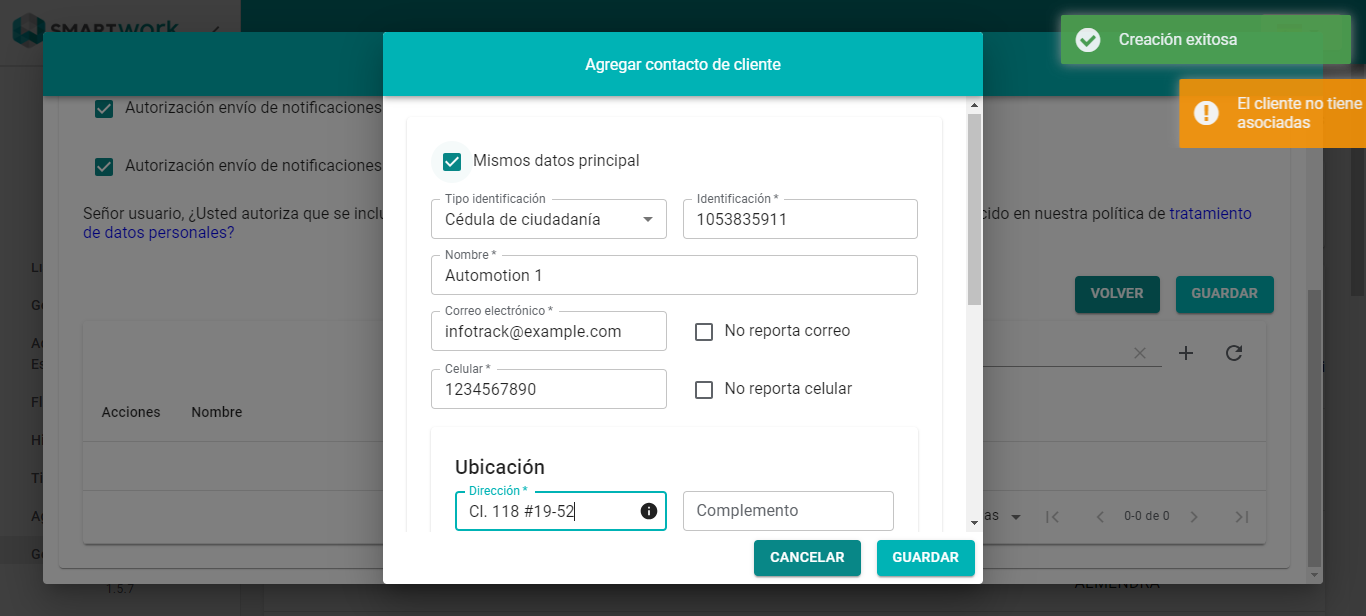 SMARTwork
Creación exitosa
Agregar contacto de cliente
El cliente no tiene
asociadas
Autorización envío de notificaciones
Mismos datos principal
Autorización envío de notificaciones
Tipo identificación
Cédula de ciudadanía
Identificación *
1053835911
Señor usuario, ¿Usted autoriza que se inclu
cido en nuestra política de tratamiento
de datos personales?
Nombre *
Automotion 1
VOLVER
GUARDAR
Correo electrónico *
infotrack@example.com
No reporta correo
Celular *
1234567890
No reporta celular
Acciones
Nombre
Ubicación
Dirección *
Cl. 118 #19-52
Complemento
as
0-0 de 0
CANCELAR
GUARDAR
1.5.7
ALMENDRA